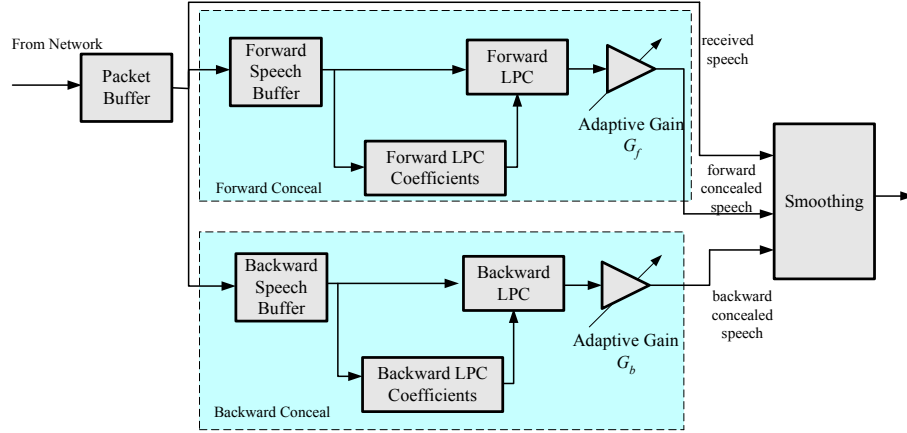 From Network
Packet
Buffer
Forward
Speech
Buffer
Forward
LPC
Adaptive Gain
G_f
Forward LPC
Coefficients
Forward Conceal
received
speech
forward
concealed
speech
Smoothing
Backward
Speech
Buffer
Backward
LPC
Adaptive Gain
G_b
Backward LPC
Coefficients
Backward Conceal
backward
concealed
speech